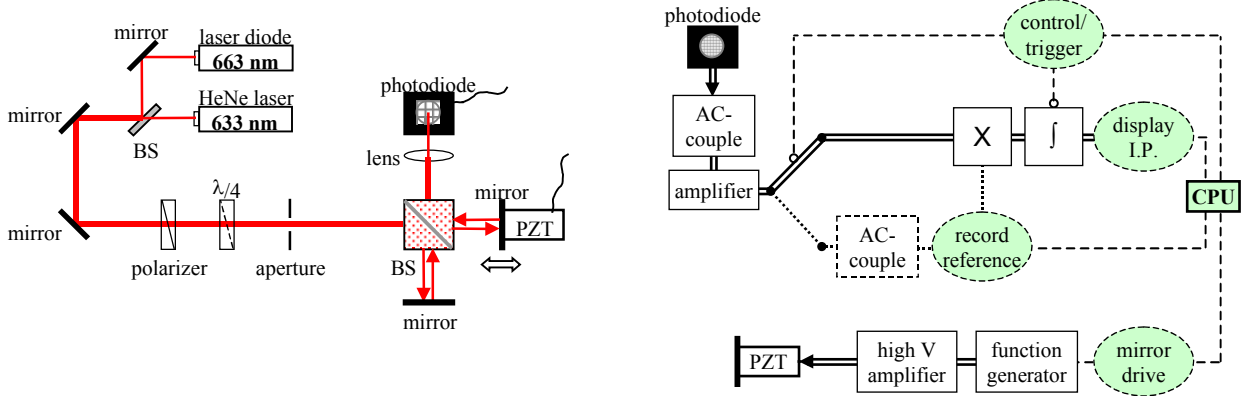 mirror
laser diode
663 nm
HeNe laser
633 nm
mirror
BS
photodiode
lens
mirror
PZT
λ/4
mirror
polarizer
aperture
BS
mirror
photodiode
control/
trigger
AC-
couple
X
∫
display
I.P.
amplifier
CPU
AC-
couple
record
reference
PZT
high V
amplifier
function
generator
mirror
drive